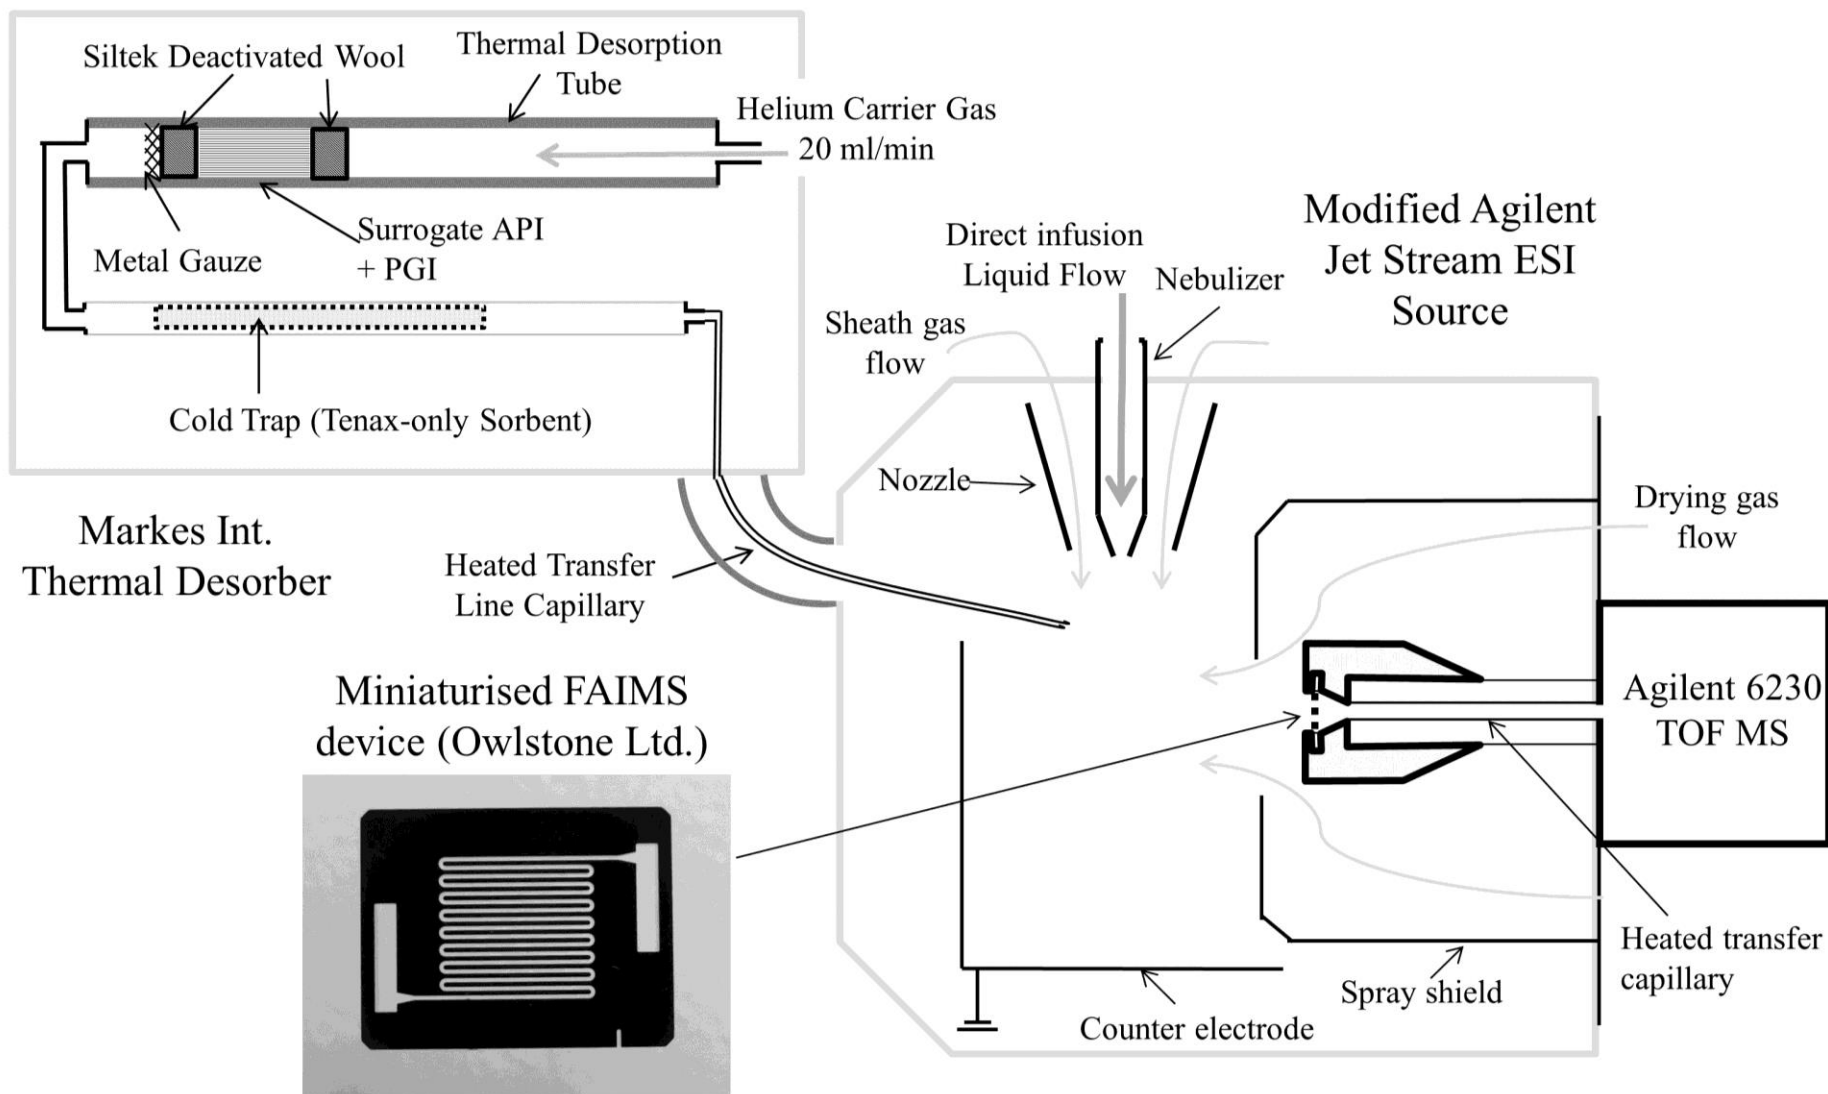 Siltek Deactivated Wool
Thermal Desorption
Tube
Helium Carrier Gas
20 ml/min
Surrogate API
+ PGI
Metal Gauze
Cold Trap (Tenax-only Sorbent)
Markes Int.
Thermal Desorber
Heated Transfer
Line Capillary
Modified Agilent
Jet Stream ESI
Source
Direct infusion
Liquid Flow
Nebulizer
Sheath gas
flow
Nozzle
Drying gas
flow
Agilent 6230
TOF MS
Miniaturised FAIMS
device (Owlstone Ltd.)
Heated transfer
capillary
Spray shield
Counter electrode